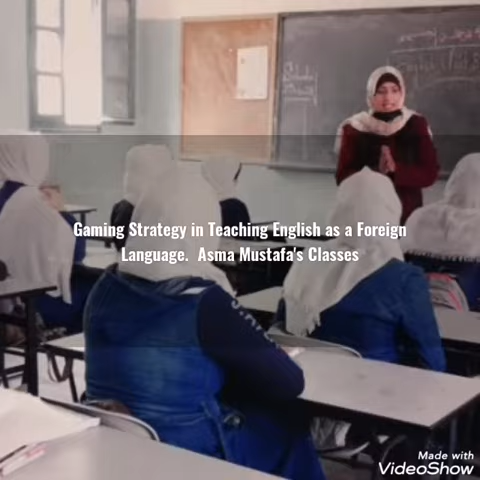 Gaming Strategy in Teaching English as a Foreign
Language. Asma Mustafa's Classes
Made with
VideoShow